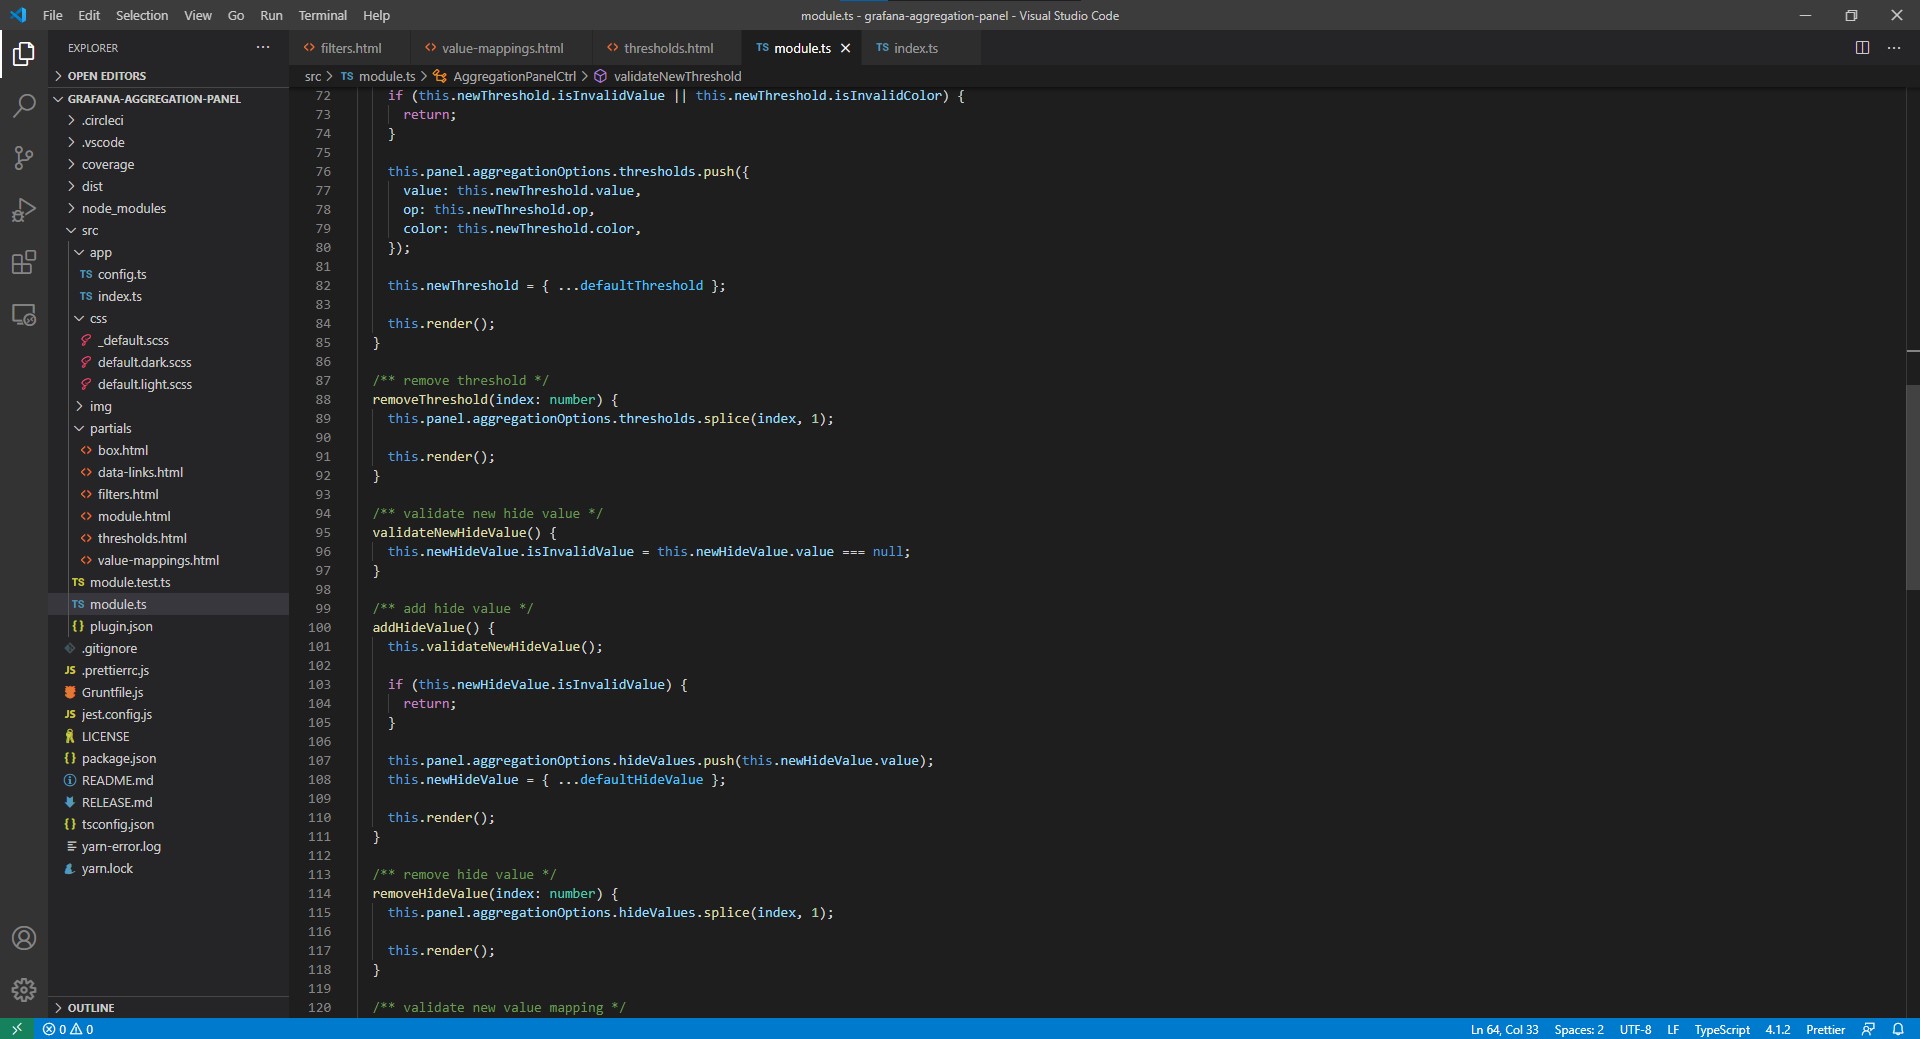 File Edit Selection View Go Run Terminal Help
module.ts - grafana-aggregation-panel - Visual Studio Code
EXPLORER
OPEN EDITORS
GRAFANA-AGGREGATION-PANEL
.circleci
.vscode
coverage
dist
node_modules
src
app
TS config.ts
TS index.ts
css
_default.scss
default.dark.scss
default.light.scss
img
partials
<> box.html
<> data-links.html
<> filters.html
<> module.html
<> thresholds.html
<> value-mappings.html
TS module.test.ts
TS module.ts
{} plugin.json
.gitignore
JS .prettierrc.js
Gruntfile.js
JS jest.config.js
LICENSE
{} package.json
README.md
RELEASE.md
{} tsconfig.json
yarn-error.log
yarn.lock
OUTLINE
<> filters.html <> value-mappings.html <> thresholds.html TS module.ts TS index.ts
src > TS module.ts > AggregationPanelCtrl > validateNewThreshold
72 if (this.newThreshold.isInvalidValue || this.newThreshold.isInvalidColor) {
73 return;
74 }
75
76 this.panel.aggregationOptions.thresholds.push({
77 value: this.newThreshold.value,
78 op: this.newThreshold.op,
79 color: this.newThreshold.color,
80 });
81
82 this.newThreshold = { ...defaultThreshold };
83
84 this.render();
85 }
86
87 /** remove threshold */
88 removeThreshold(index: number) {
89 this.panel.aggregationOptions.thresholds.splice(index, 1);
90
91 this.render();
92 }
93
94 /** validate new hide value */
95 validateNewHideValue() {
96 this.newHideValue.isInvalidValue = this.newHideValue.value === null;
97 }
98
99 /** add hide value */
100 addHideValue() {
101 this.validateNewHideValue();
102
103 if (this.newHideValue.isInvalidValue) {
104 return;
105 }
106
107 this.panel.aggregationOptions.hideValues.push(this.newHideValue.value);
108 this.newHideValue = { ...defaultHideValue };
109
110 this.render();
111 }
112
113 /** remove hide value */
114 removeHideValue(index: number) {
115 this.panel.aggregationOptions.hideValues.splice(index, 1);
116
117 this.render();
118 }
119
120 /** validate new value mapping */
0 0
Ln 64, Col 33 Spaces: 2 UTF-8 LF TypeScript 4.1.2 Prettier